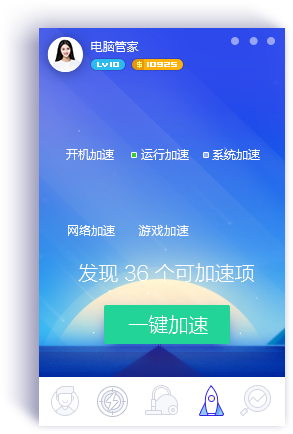 电脑管家
Lv10 $ 10925
开机加速 运行加速 系统加速
网络加速 游戏加速
发现 36 个可加速项
一键加速